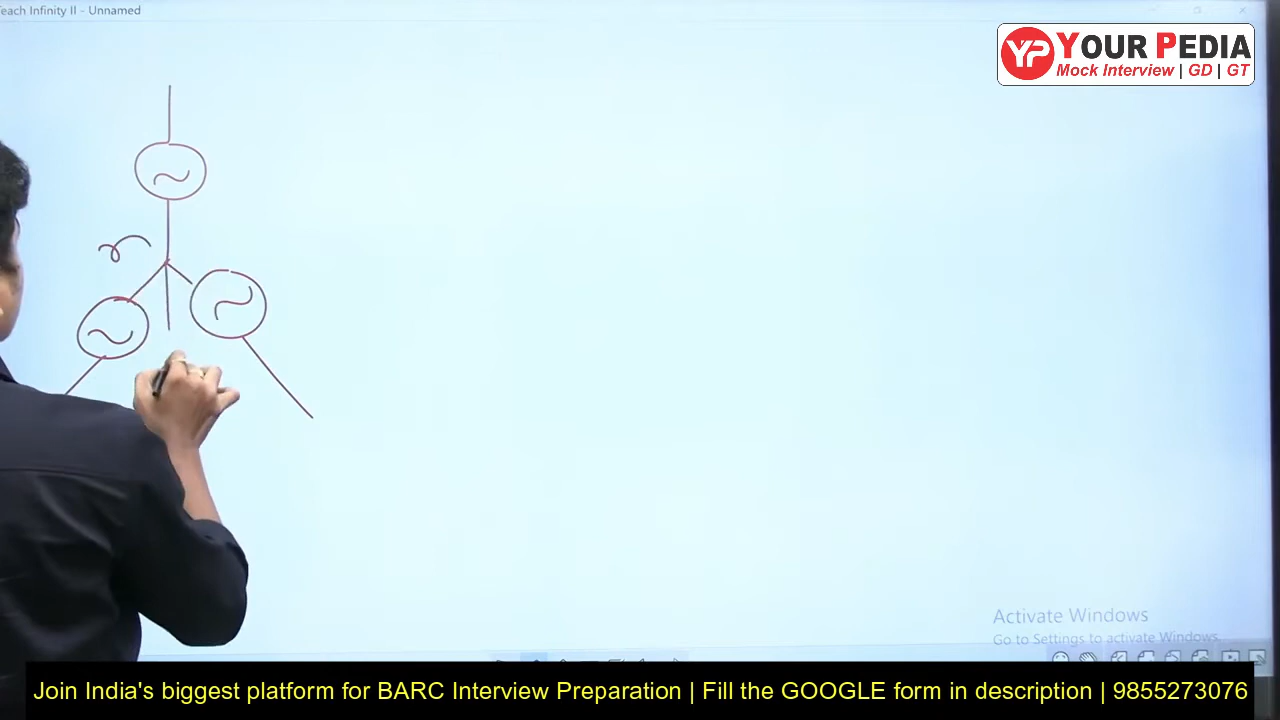 each Infinity II - Unnamed
YP YOUR PEDIA
Mock Interview | GD | GT
Activate Windows
Go to Settings to activate Windows.
Join India's biggest platform for BARC Interview Preparation | Fill the GOOGLE form in description | 9855273076